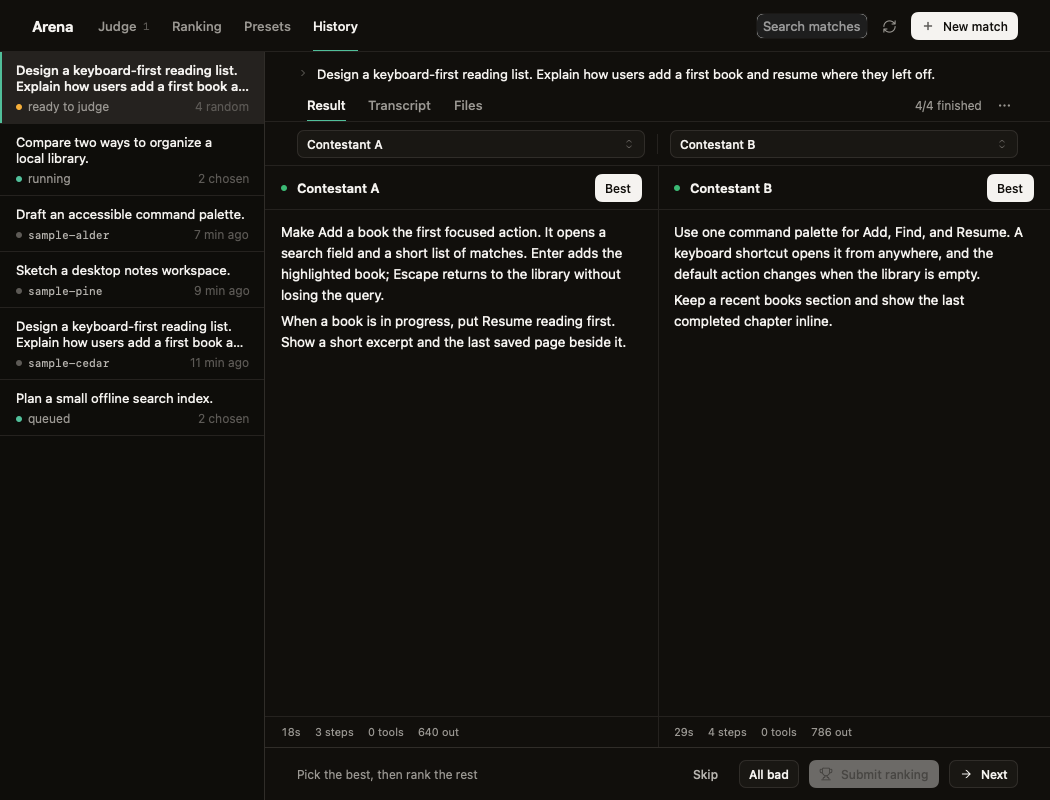 Arena
Judge 1
Ranking
Presets
History
Search matches
+ New match
Design a keyboard-first reading list.
Explain how users add a first book a...
ready to judge
4 random
Compare two ways to organize a
local library.
running
2 chosen
Draft an accessible command palette.
sample-alder
7 min ago
Sketch a desktop notes workspace.
sample-pine
9 min ago
Design a keyboard-first reading list.
Explain how users add a first book a...
sample-cedar
11 min ago
Plan a small offline search index.
queued
2 chosen
Design a keyboard-first reading list. Explain how users add a first book and resume where they left off.
Result
Transcript
Files
4/4 finished
Contestant A
Contestant B
Contestant A
Best
Make Add a book the first focused action. It opens a
search field and a short list of matches. Enter adds the
highlighted book; Escape returns to the library without
losing the query.
When a book is in progress, put Resume reading first.
Show a short excerpt and the last saved page beside it.
18s 3 steps 0 tools 640 out
Contestant B
Best
Use one command palette for Add, Find, and Resume. A
keyboard shortcut opens it from anywhere, and the
default action changes when the library is empty.
Keep a recent books section and show the last
completed chapter inline.
29s 4 steps 0 tools 786 out
Pick the best, then rank the rest
Skip
All bad
Submit ranking
Next